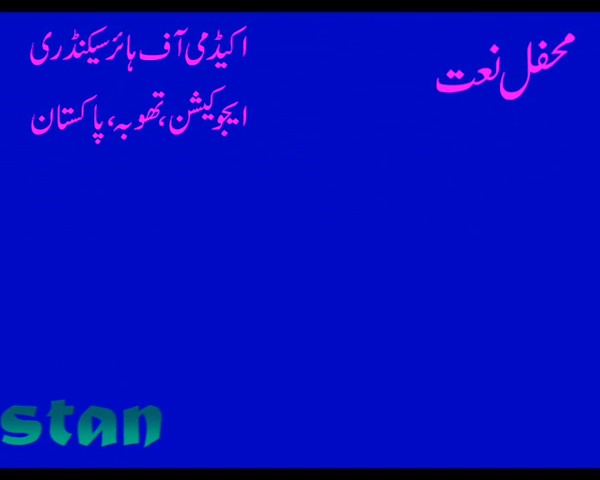 محفل نعت
اکیڈمی آف ہائر سیکنڈری
ایجوکیشن، تھوبہ، پاکستان
stan